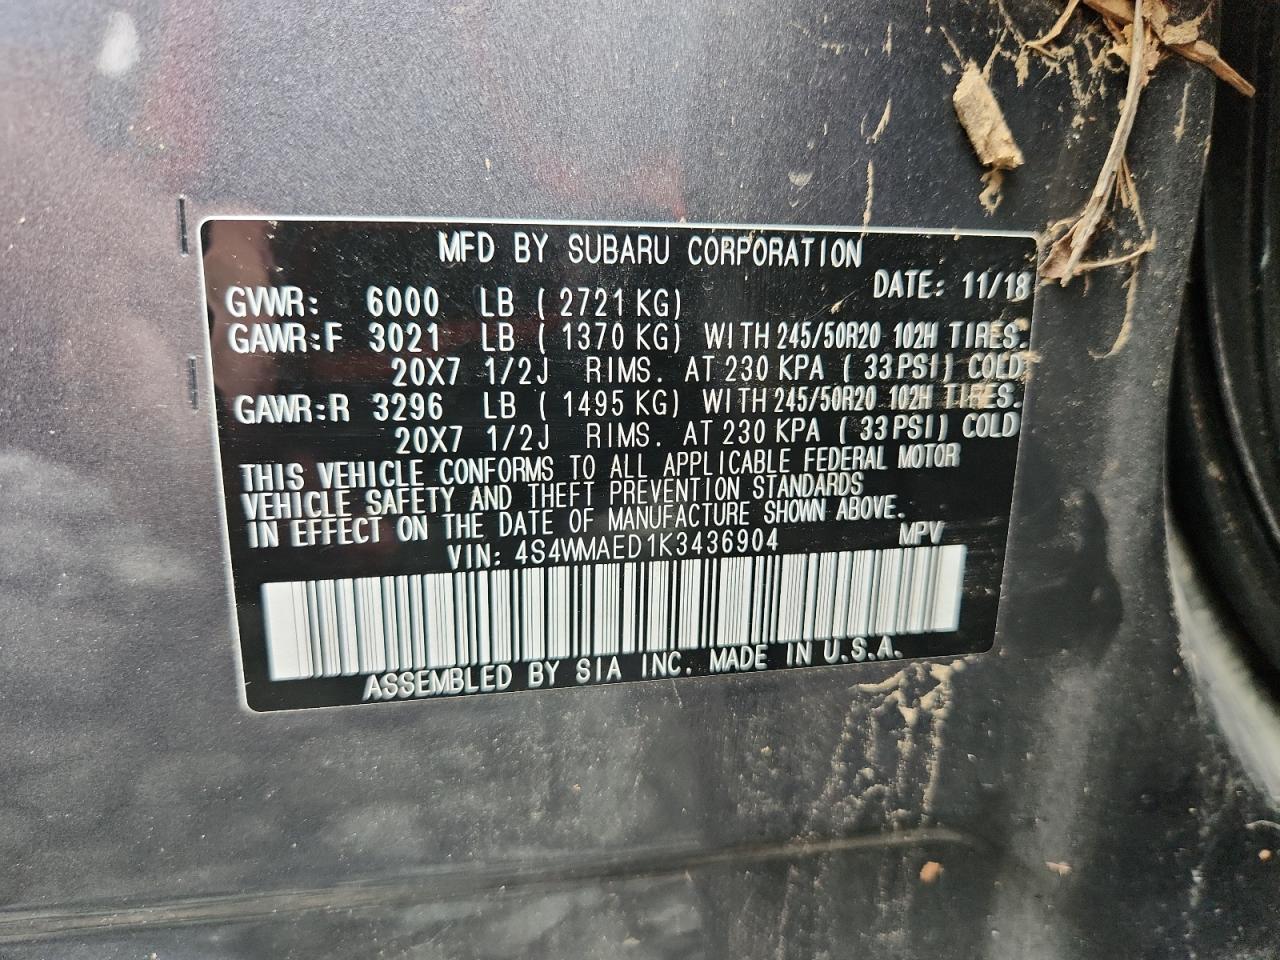 MFD BY SUBARU CORPORATION
DATE: 11/18
GVWR: 6000 LB (2721 KG)
GAWR:F 3021 LB (1370 KG) WITH 245/50R20 102H TIRES.
20X7 1/2J RIMS. AT 230 KPA (33 PSI) COLD
GAWR:R 3296 LB (1495 KG) WITH 245/50R20 102H TIRES.
20X7 1/2J RIMS. AT 230 KPA (33 PSI) COLD
THIS VEHICLE CONFORMS TO ALL APPLICABLE FEDERAL MOTOR
VEHICLE SAFETY AND THEFT PREVENTION STANDARDS
IN EFFECT ON THE DATE OF MANUFACTURE SHOWN ABOVE.
VIN: 4S4WMAED1K3436904 MPV
ASSEMBLED BY SIA INC. MADE IN U.S.A.